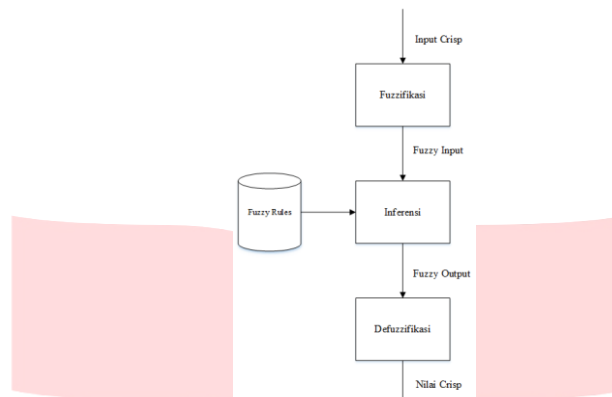 Input Crisp
Fuzzifikasi
Fuzzy Input
Fuzzy Rules
Inferensi
Fuzzy Output
Defuzzifikasi
Nilai Crisp